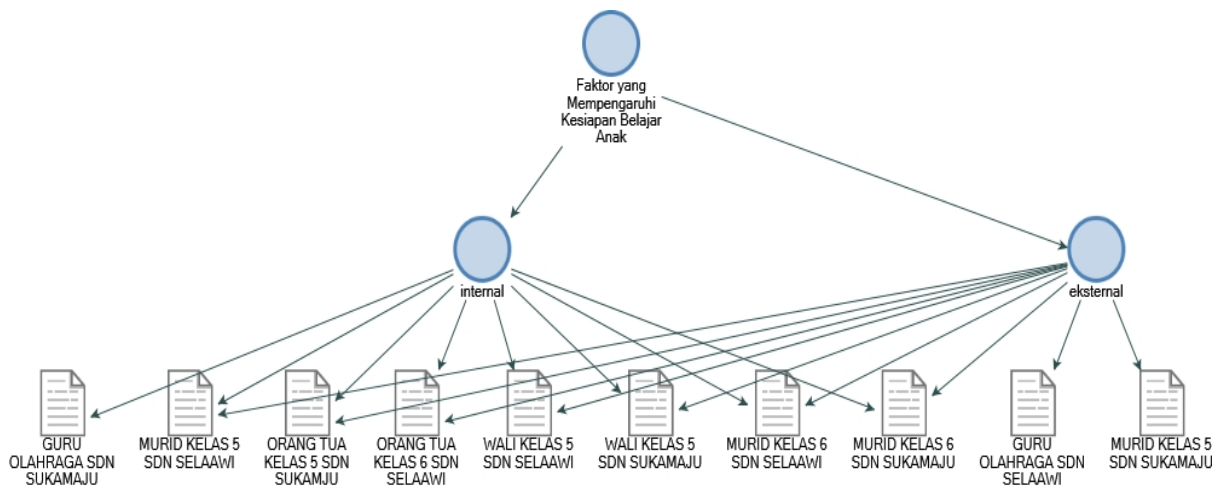 Faktor yang
Mempengaruhi
Kesiapan Belajar
Anak
internal
eksternal
GURU
OLAHRAGA SDN
SUKAMAJU
MURID KELAS 5
SDN SELAAWI
ORANG TUA
KELAS 5 SDN
SUKAMJU
ORANG TUA
KELAS 6 SDN
SELAAWI
WALI KELAS 5
SDN SELAAWI
WALI KELAS 5
SDN SUKAMAJU
MURID KELAS 6
SDN SELAAWI
MURID KELAS 6
SDN SUKAMAJU
GURU
OLAHRAGA SDN
SELAAWI
MURID KELAS 5
SDN SUKAMAJU